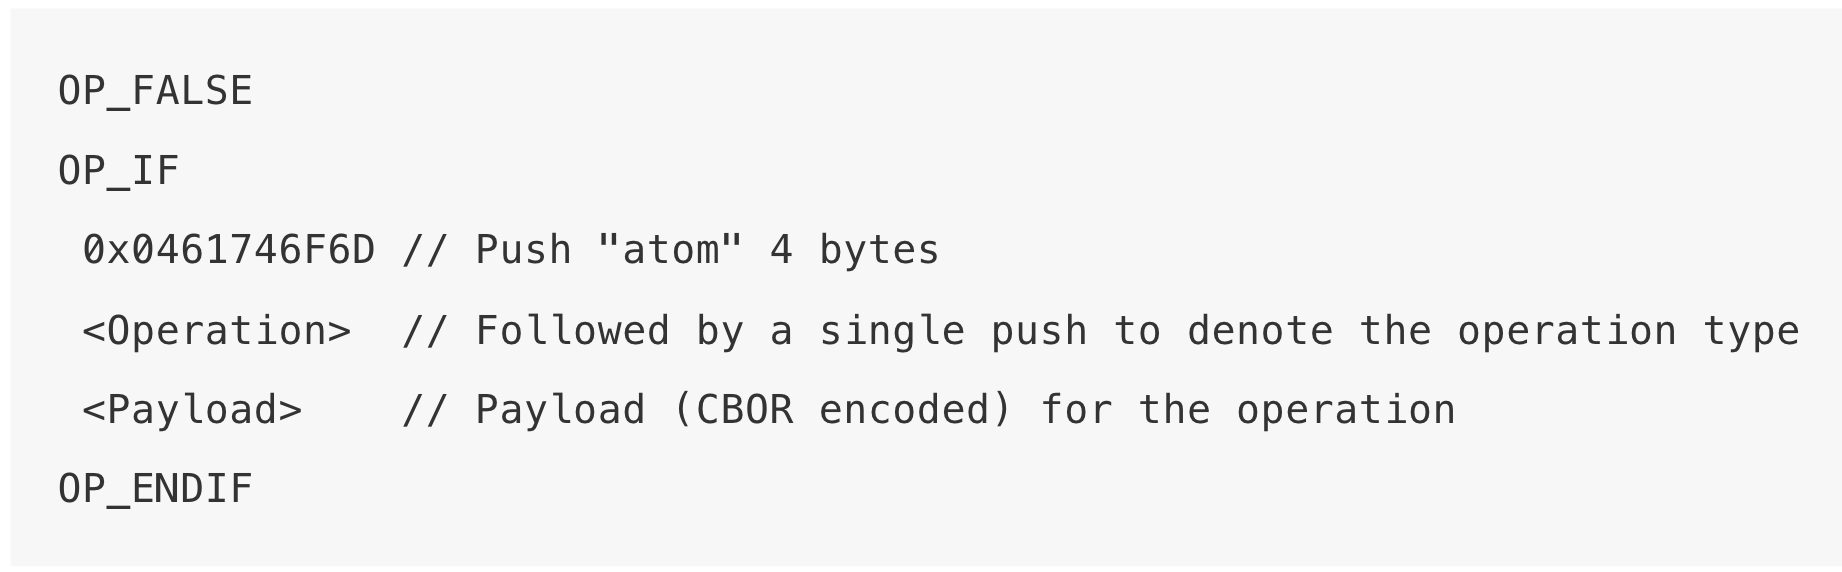 OP_FALSE
OP_IF
0x0461746F6D // Push "atom" 4 bytes
<Operation>  // Followed by a single push to denote the operation type
<Payload>    // Payload (CBOR encoded) for the operation
OP_ENDIF